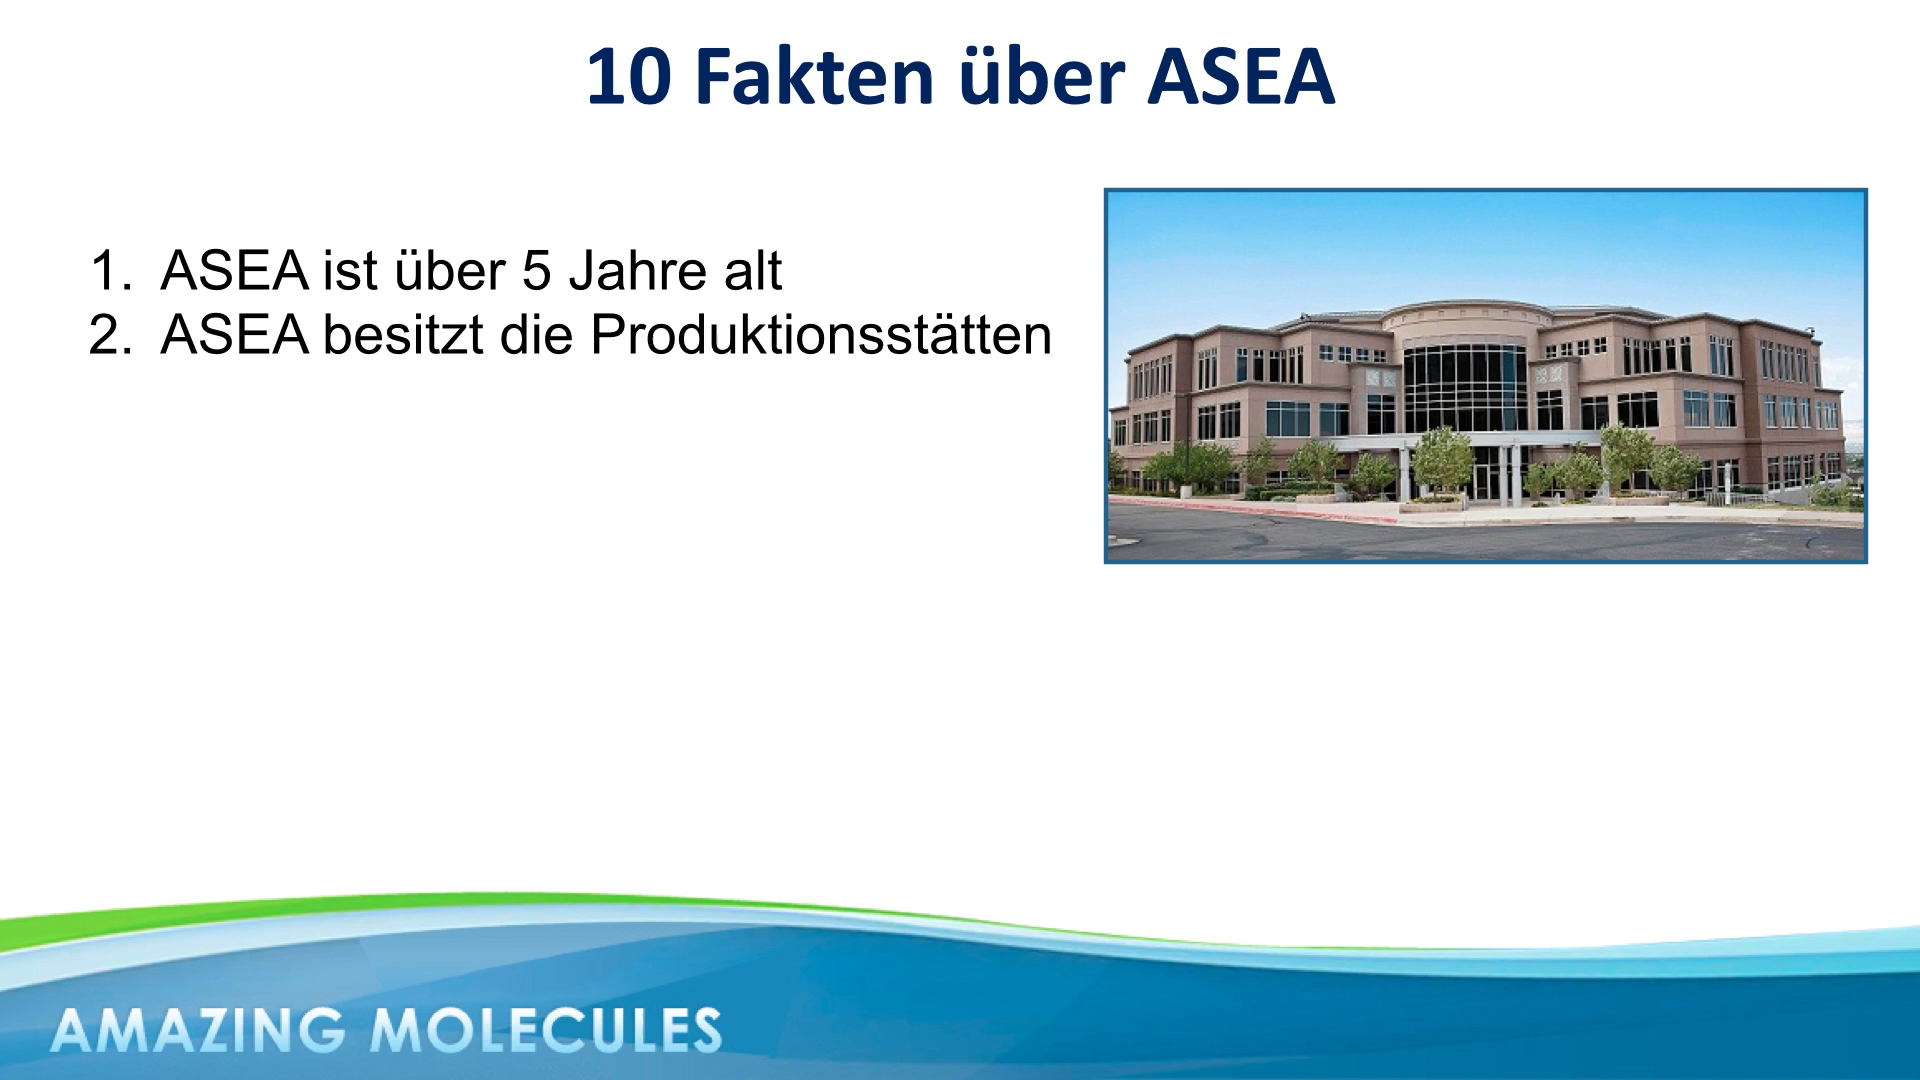 10 Fakten über ASEA
1. ASEA ist über 5 Jahre alt
2. ASEA besitzt die Produktionsstätten
AMAZING MOLECULES